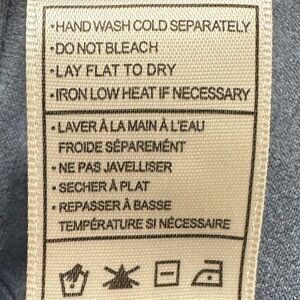 •HAND WASH COLD SEPARATELY
•DO NOT BLEACH
•LAY FLAT TO DRY
•IRON LOW HEAT IF NECESSARY
•LAVER À LA MAIN À L'EAU
FROIDE SÉPARÉMENT
•NE PAS JAVELLISER
•SECHER À PLAT
•REPASSER À BASSE
TEMPÉRATURE SI NÉCESSAIRE